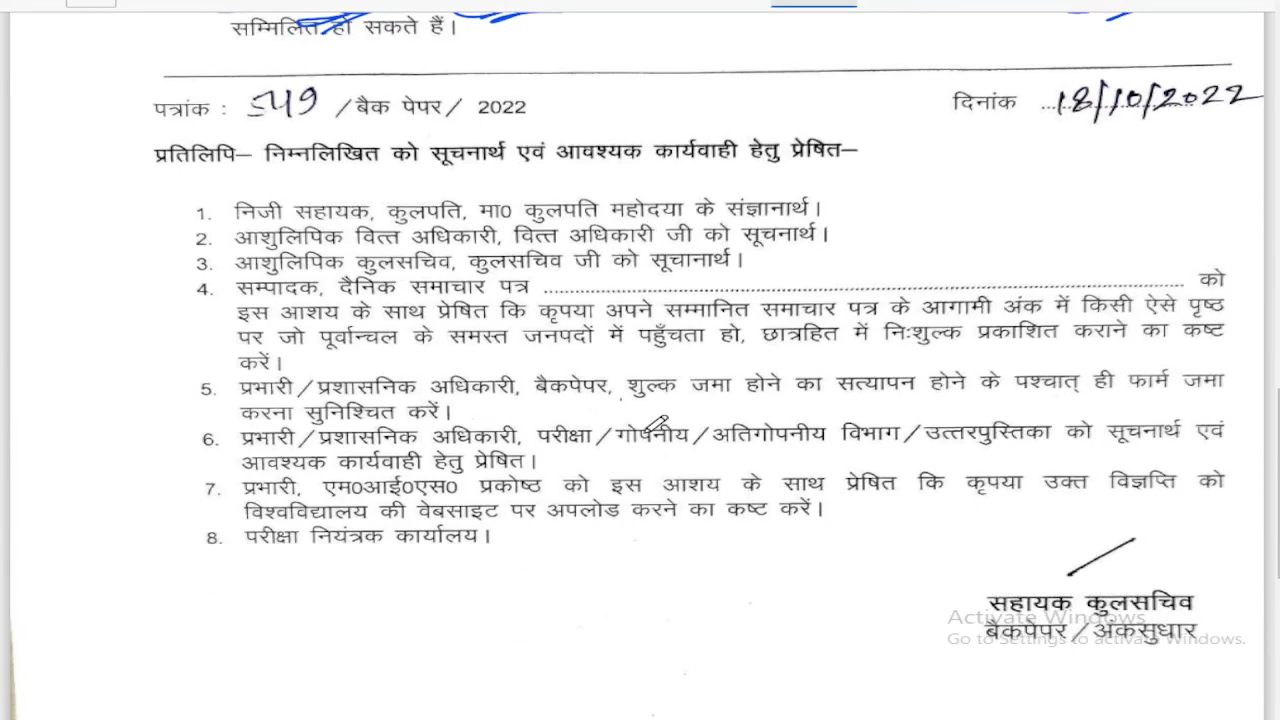 सम्मिलित हो सकते हैं।
पत्रांक : 549 /बैक पेपर/ 2022 दिनांक ...18/10/2022
प्रतिलिपि– निम्नलिखित को सूचनार्थ एवं आवश्यक कार्यवाही हेतु प्रेषित–
1. निजी सहायक, कुलपति, मा0 कुलपति महोदया के संज्ञानार्थ।
2. आशुलिपिक वित्त अधिकारी, वित्त अधिकारी जी को सूचनार्थ।
3. आशुलिपिक कुलसचिव, कुलसचिव जी को सूचानार्थ।
4. सम्पादक, दैनिक समाचार पत्र ........................................................ को
इस आशय के साथ प्रेषित कि कृपया अपने सम्मानित समाचार पत्र के आगामी अंक में किसी ऐसे पृष्ठ
पर जो पूर्वान्चल के समस्त जनपदों में पहुँचता हो, छात्रहित में निःशुल्क प्रकाशित कराने का कष्ट
करें।
5. प्रभारी/प्रशासनिक अधिकारी, बैकपेपर, शुल्क जमा होने का सत्यापन होने के पश्चात् ही फार्म जमा
करना सुनिश्चित करें।
6. प्रभारी/प्रशासनिक अधिकारी, परीक्षा/गोपनीय/अतिगोपनीय विभाग/उत्तरपुस्तिका को सूचनार्थ एवं
आवश्यक कार्यवाही हेतु प्रेषित।
7. प्रभारी, एम0आई0एस0 प्रकोष्ठ को इस आशय के साथ प्रेषित कि कृपया उक्त विज्ञप्ति को
विश्वविद्यालय की वेबसाइट पर अपलोड करने का कष्ट करें।
8. परीक्षा नियंत्रक कार्यालय।
सहायक कुलसचिव
बैकपेपर/अंकसुधार
Activate Windows
Go to Settings to activate Windows.